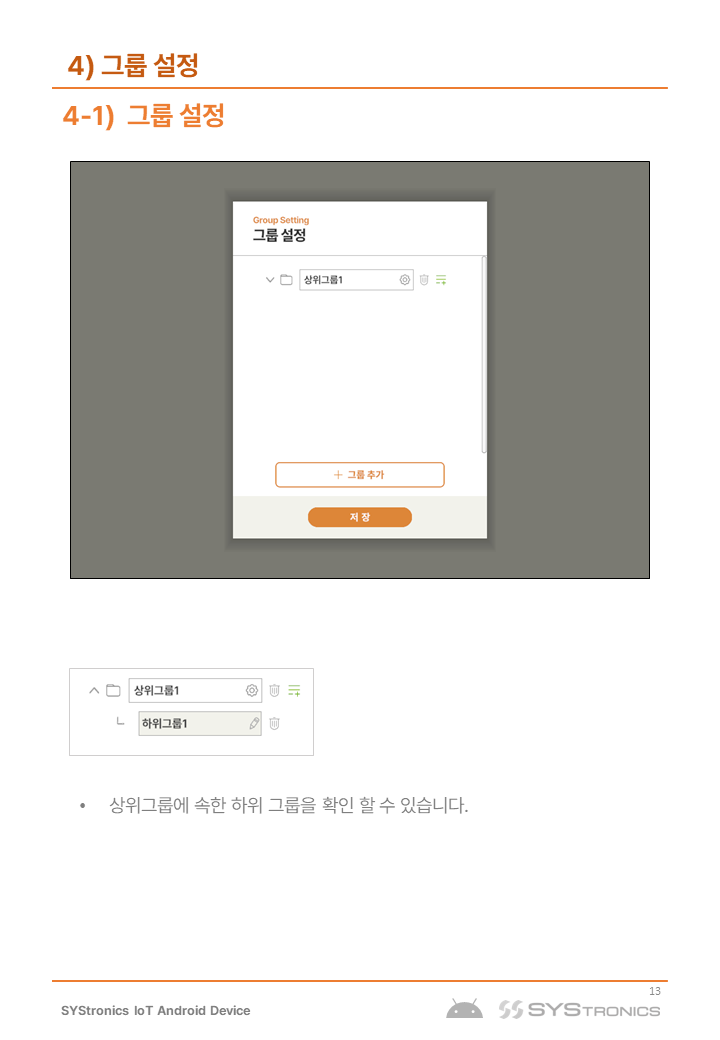 4) 그룹 설정
4-1) 그룹 설정
Group Setting
그룹 설정
상위그룹1
+ 그룹 추가
저 장
상위그룹1
하위그룹1
• 상위그룹에 속한 하위 그룹을 확인 할 수 있습니다.
13
SYStronics IoT Android Device
SYSTRONICS